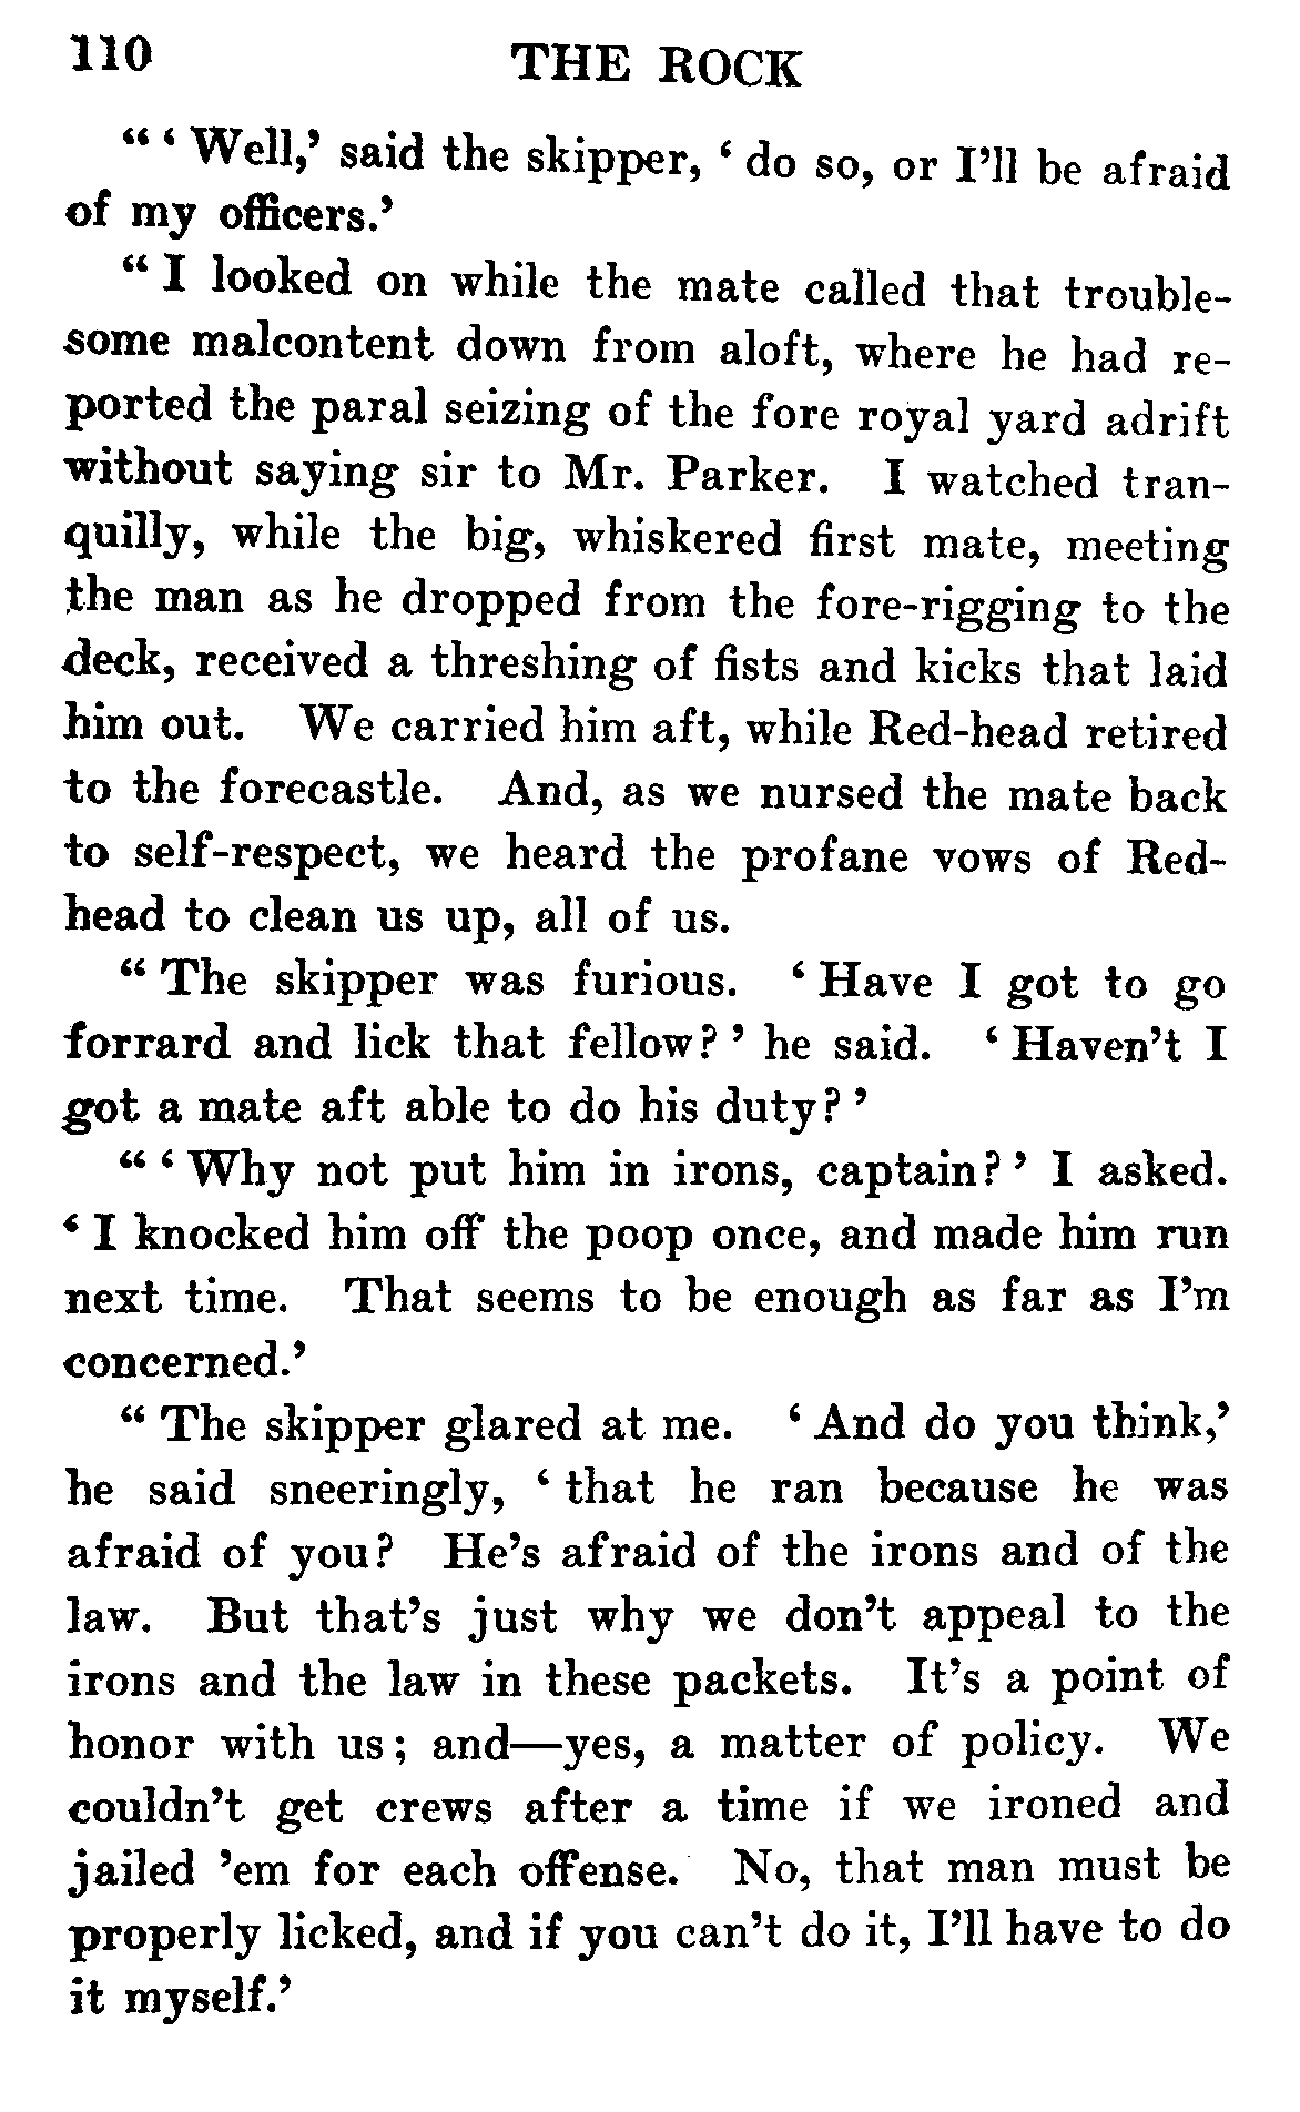 110
THE ROCK
“‘Well,’ said the skipper, ‘do so, or I’ll be afraid
of my officers.’
“I looked on while the mate called that trouble-
some malcontent down from aloft, where he had re-
ported the paral seizing of the fore royal yard adrift
without saying sir to Mr. Parker. I watched tran-
quilly, while the big, whiskered first mate, meeting
the man as he dropped from the fore-rigging to the
deck, received a threshing of fists and kicks that laid
him out. We carried him aft, while Red-head retired
to the forecastle. And, as we nursed the mate back
to self-respect, we heard the profane vows of Red-
head to clean us up, all of us.
“The skipper was furious. ‘Have I got to go
forrard and lick that fellow?’ he said. ‘Haven’t I
got a mate aft able to do his duty?’
“‘Why not put him in irons, captain?’ I asked.
‘I knocked him off the poop once, and made him run
next time. That seems to be enough as far as I’m
concerned.’
“The skipper glared at me. ‘And do you think,’
he said sneeringly, ‘that he ran because he was
afraid of you? He’s afraid of the irons and of the
law. But that’s just why we don’t appeal to the
irons and the law in these packets. It’s a point of
honor with us; and—yes, a matter of policy. We
couldn’t get crews after a time if we ironed and
jailed ’em for each offense. No, that man must be
properly licked, and if you can’t do it, I’ll have to do
it myself.’